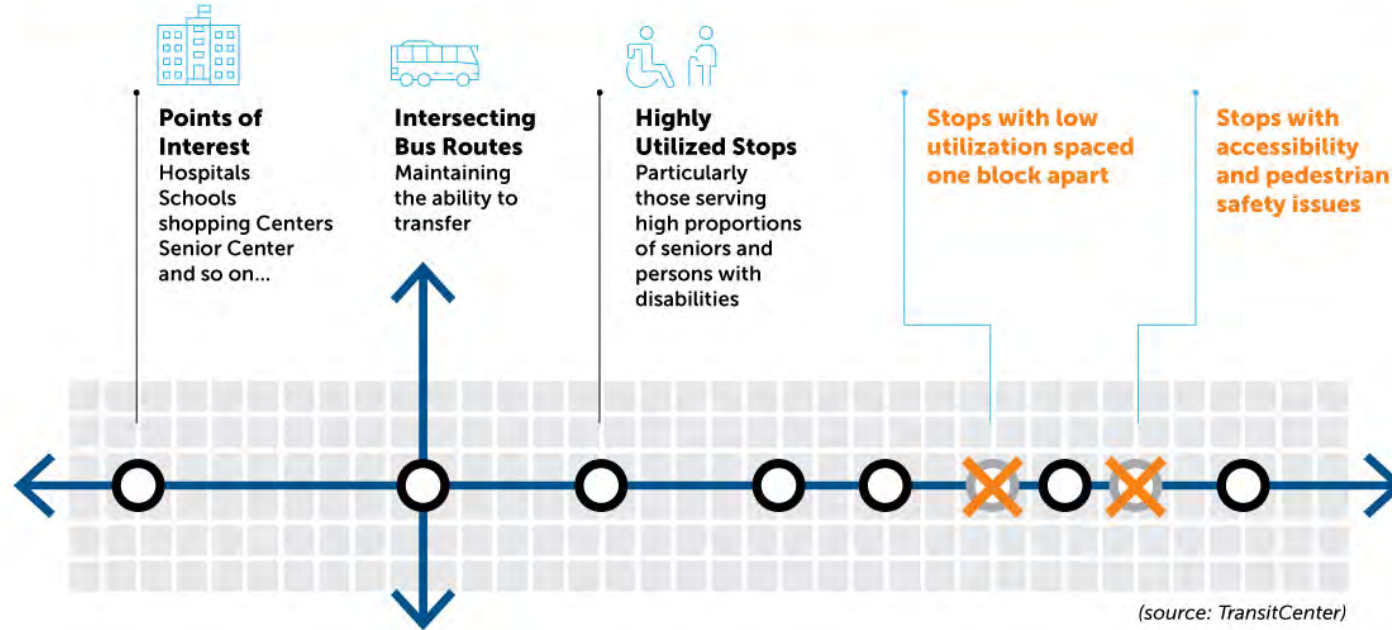 Points of
Interest
Hospitals
Schools
shopping Centers
Senior Center
and so on...
Intersecting
Bus Routes
Maintaining
the ability to
transfer
Highly
Utilized Stops
Particularly
those serving
high proportions
of seniors and
persons with
disabilities
Stops with low
utilization spaced
one block apart
Stops with
accessibility
and pedestrian
safety issues
(source: TransitCenter)